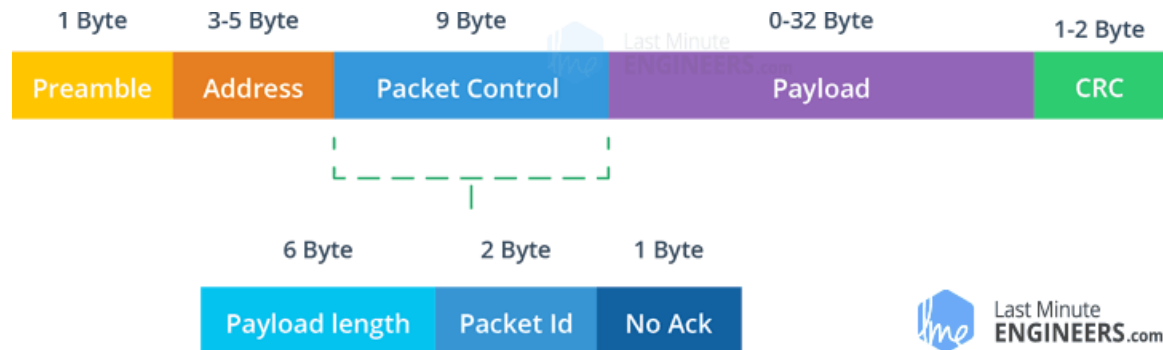 1 Byte 3-5 Byte 9 Byte 0-32 Byte 1-2 Byte
Last Minute
ENGINEERS.com
Preamble Address Packet Control Payload CRC
6 Byte 2 Byte 1 Byte
Payload length Packet Id No Ack
lme
Last Minute
ENGINEERS.com